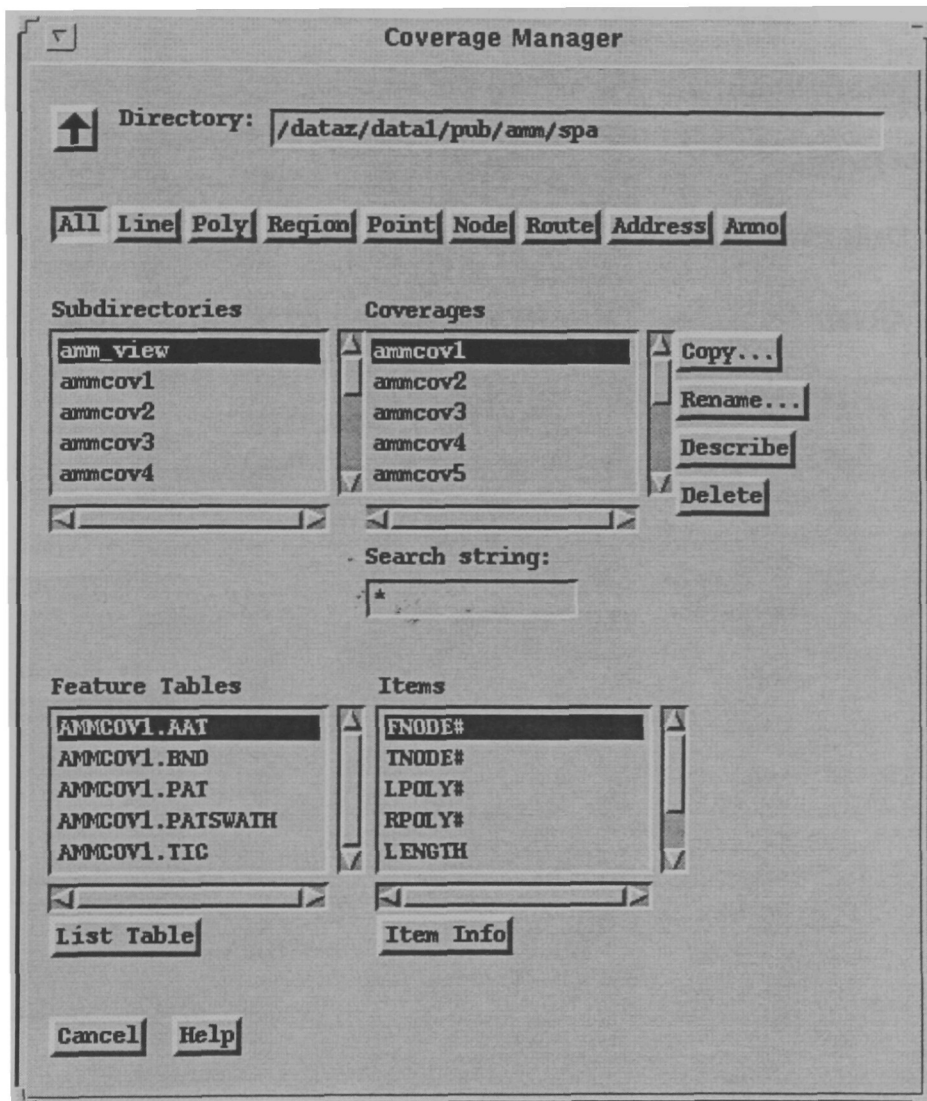 Coverage Manager
Directory: /dataz/data1/pub/amm/spa
All Line Poly Region Point Node Route Address Anno
Subdirectories
amm_view
ammcov1
ammcov2
ammcov3
ammcov4
Coverages
ammcov1
ammcov2
ammcov3
ammcov4
ammcov5
Copy...
Rename...
Describe
Delete
Search string:
*
Feature Tables
AMMCOV1.AAT
AMMCOV1.BND
AMMCOV1.PAT
AMMCOV1.PATSWATH
AMMCOV1.TIC
List Table
Items
FNODE#
TNODE#
LPOLY#
RPOLY#
LENGTH
Item Info
Cancel Help